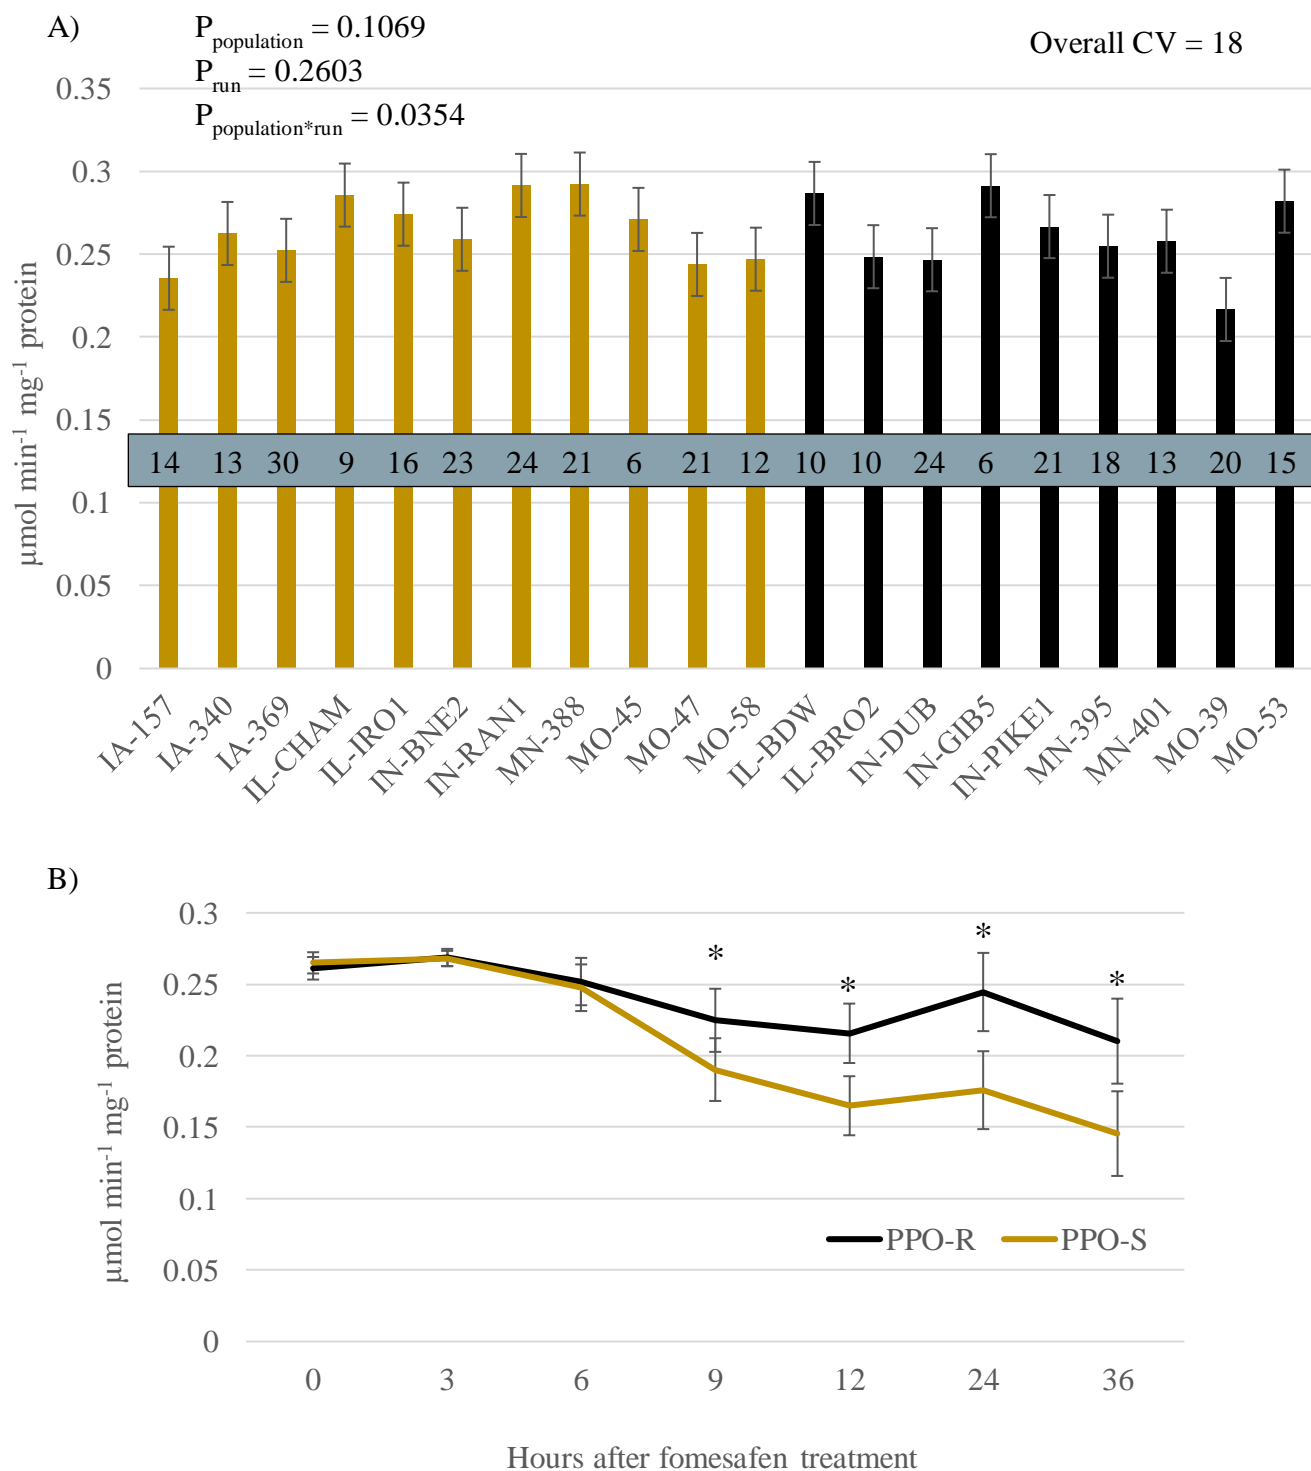 A)
P_population = 0.1069
P_run = 0.2603
P_population*run = 0.0354
Overall CV = 18
0.35
0.3
0.25
0.2
0.15
0.1
0.05
0
µmol min⁻¹ mg⁻¹ protein
14 13 30 9 16 23 24 21 6 21 12 10 10 24 6 21 18 13 20 15
IA-157 IA-340 IA-369 IL-CHAM IL-IRO1 IN-BNE2 IN-RAN1 MN-388 MO-45 MO-47 MO-58 IL-BDW IL-BRO2 IN-DUB IN-GIB5 IN-PIKE1 MN-395 MN-401 MO-39 MO-53
B)
0.3
0.25
0.2
0.15
0.1
0.05
0
µmol min⁻¹ mg⁻¹ protein
* * * *
PPO-R PPO-S
0 3 6 9 12 24 36
Hours after fomesafen treatment